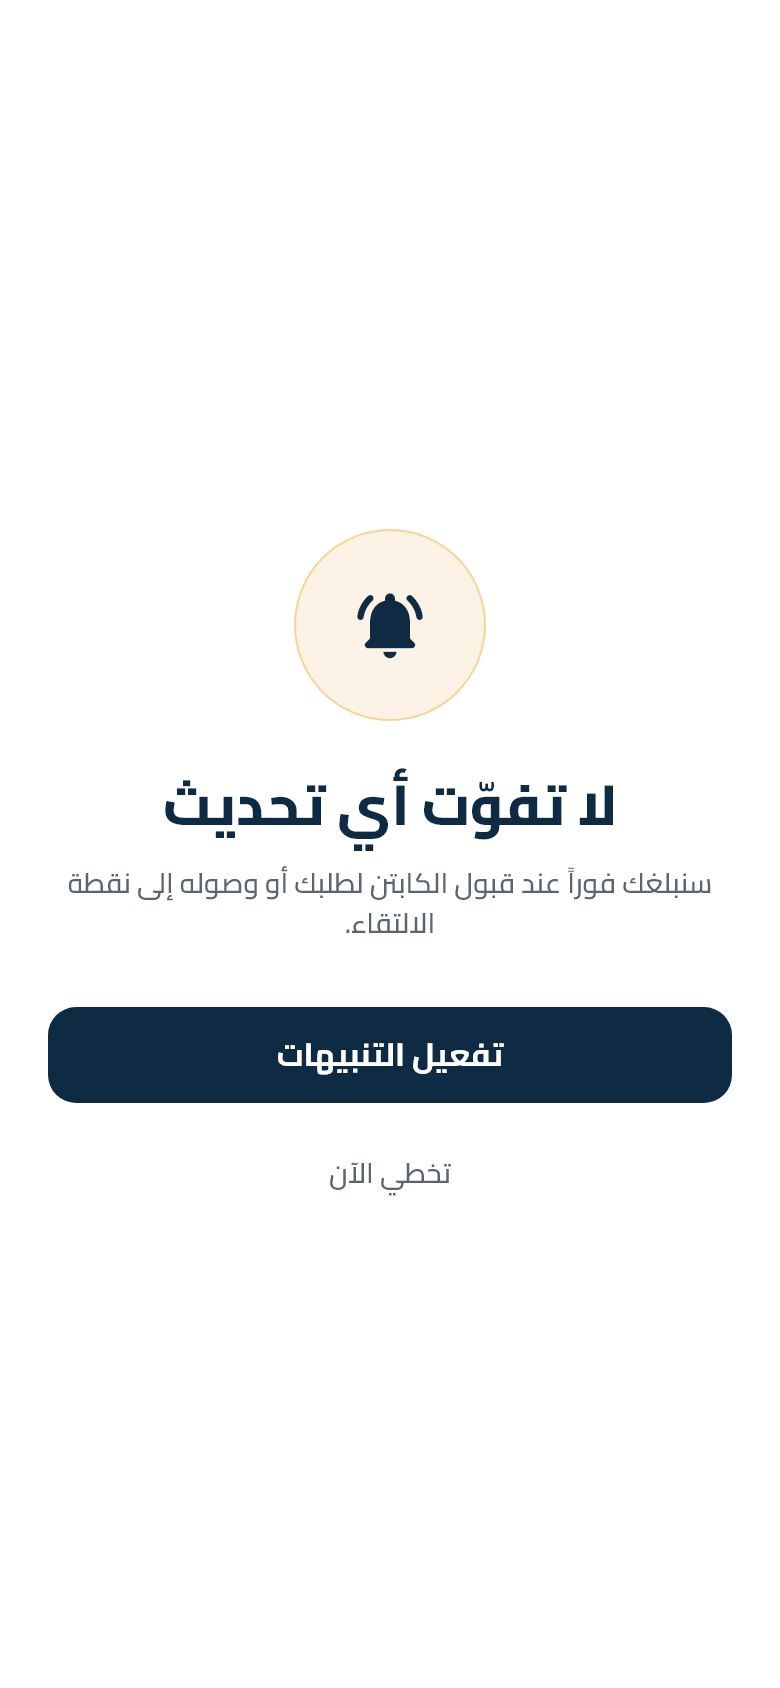 لا تفوّت أي تحديث
سنبلغك فوراً عند قبول الكابتن لطلبك أو وصوله إلى نقطة
الالتقاء.
تفعيل التنبيهات
تخطي الآن